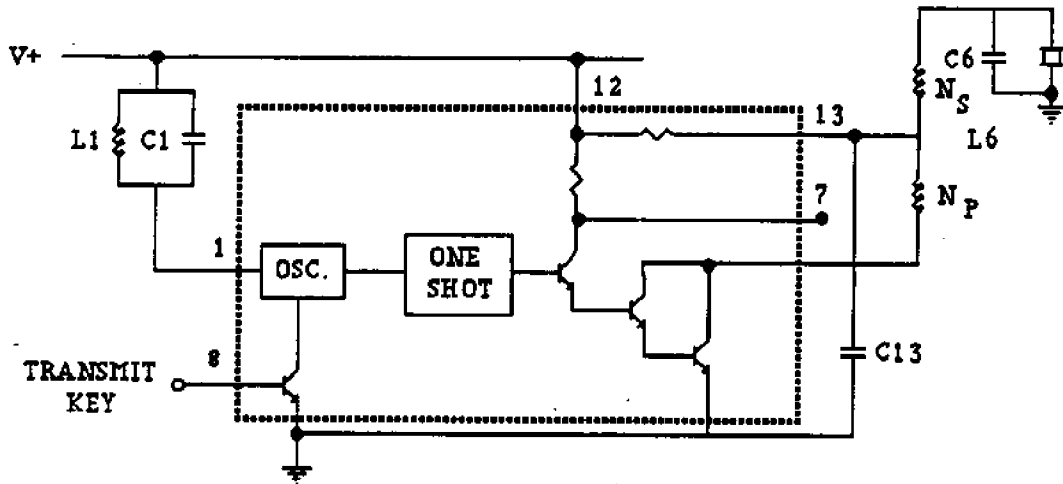 V+
12
C6
N S
13
L6
L1
C1
7
N P
1
OSC.
ONE
SHOT
8
TRANSMIT
KEY
C13